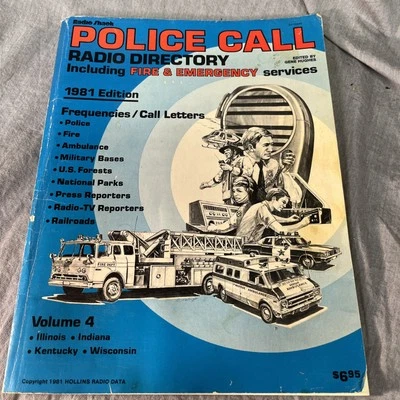 Radio Shack
POLICE CALL
RADIO DIRECTORY
EDITED BY
GENE HUGHES
Including FIRE & EMERGENCY services
1981 Edition
Frequencies/Call Letters
• Police
• Fire
• Ambulance
• Military Bases
• U.S. Forests
• National Parks
• Press Reporters
• Radio-TV Reporters
• Railroads
Volume 4
• Illinois • Indiana
• Kentucky • Wisconsin
$6.95
Copyright 1981 HOLLINS RADIO DATA